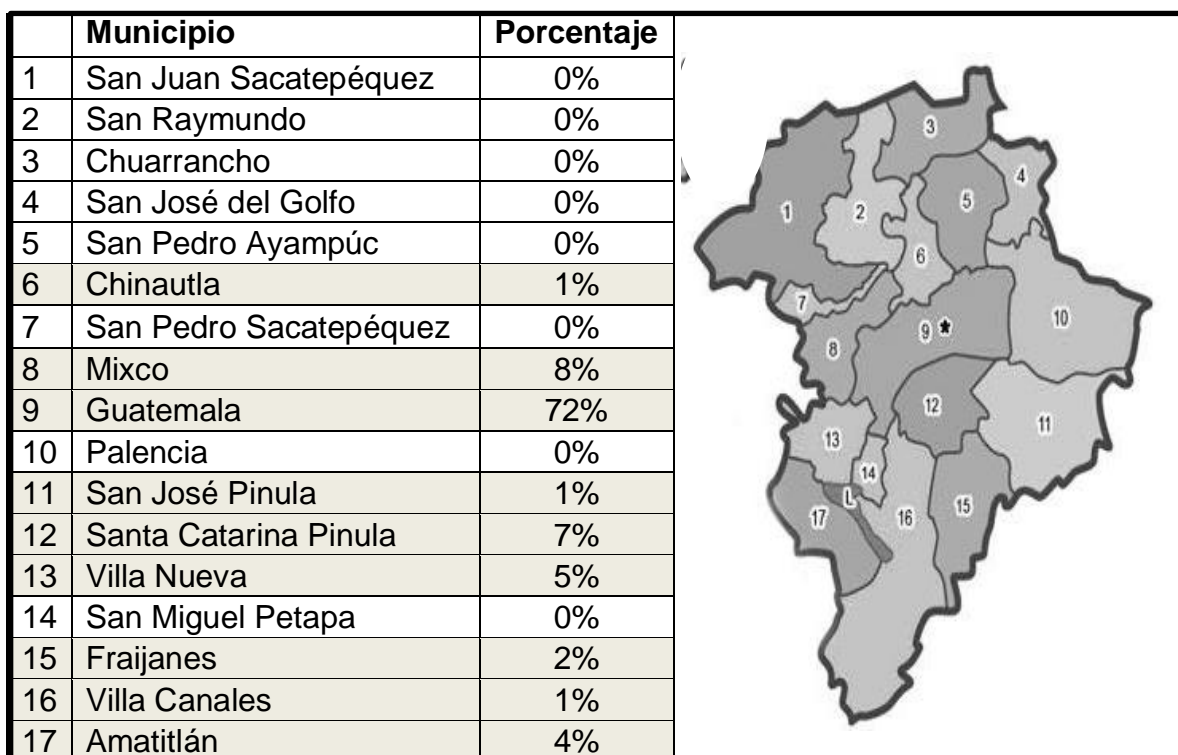 Municipio Porcentaje
1 San Juan Sacatepéquez 0%
2 San Raymundo 0%
3 Chuarrancho 0%
4 San José del Golfo 0%
5 San Pedro Ayampúc 0%
6 Chinautla 1%
7 San Pedro Sacatepéquez 0%
8 Mixco 8%
9 Guatemala 72%
10 Palencia 0%
11 San José Pinula 1%
12 Santa Catarina Pinula 7%
13 Villa Nueva 5%
14 San Miguel Petapa 0%
15 Fraijanes 2%
16 Villa Canales 1%
17 Amatitlán 4%
3
4
5
1
2
6
7
10
9 *
8
12
11
13
14
L
15
16
17